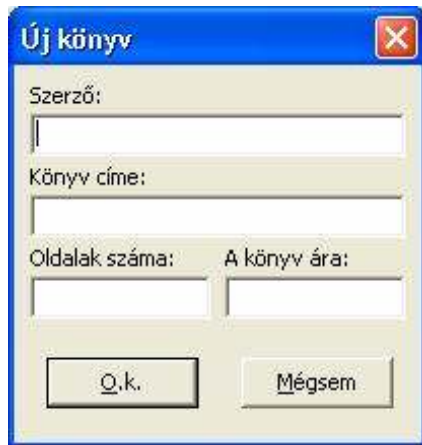 Új könyv
Szerző:
Könyv címe:
Oldalak száma: A könyv ára:
O.k. Mégsem